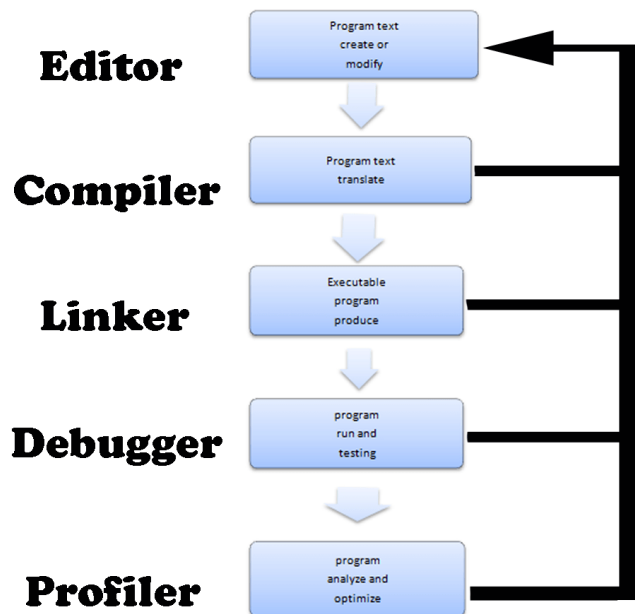 Editor
Program text
create or
modify
Compiler
Program text
translate
Linker
Executable
program
produce
Debugger
program
run and
testing
Profiler
program
analyze and
optimize